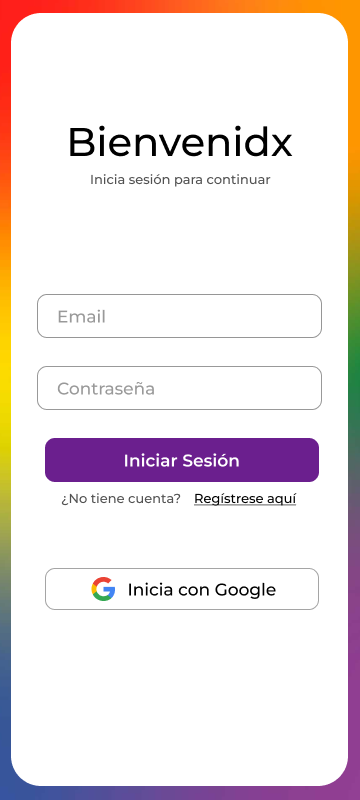 Bienvenidx
Inicia sesión para continuar
Email
Contraseña
Iniciar Sesión
¿No tiene cuenta? Regístrese aquí
Inicia con Google